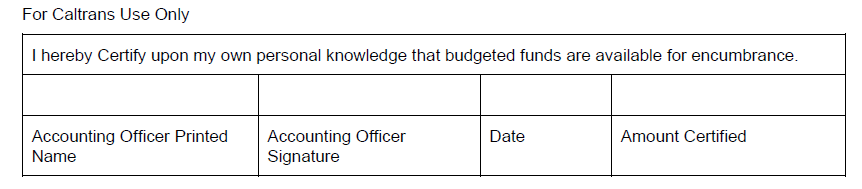 For Caltrans Use Only
I hereby Certify upon my own personal knowledge that budgeted funds are available for encumbrance.
Accounting Officer Printed Name
Accounting Officer Signature
Date
Amount Certified